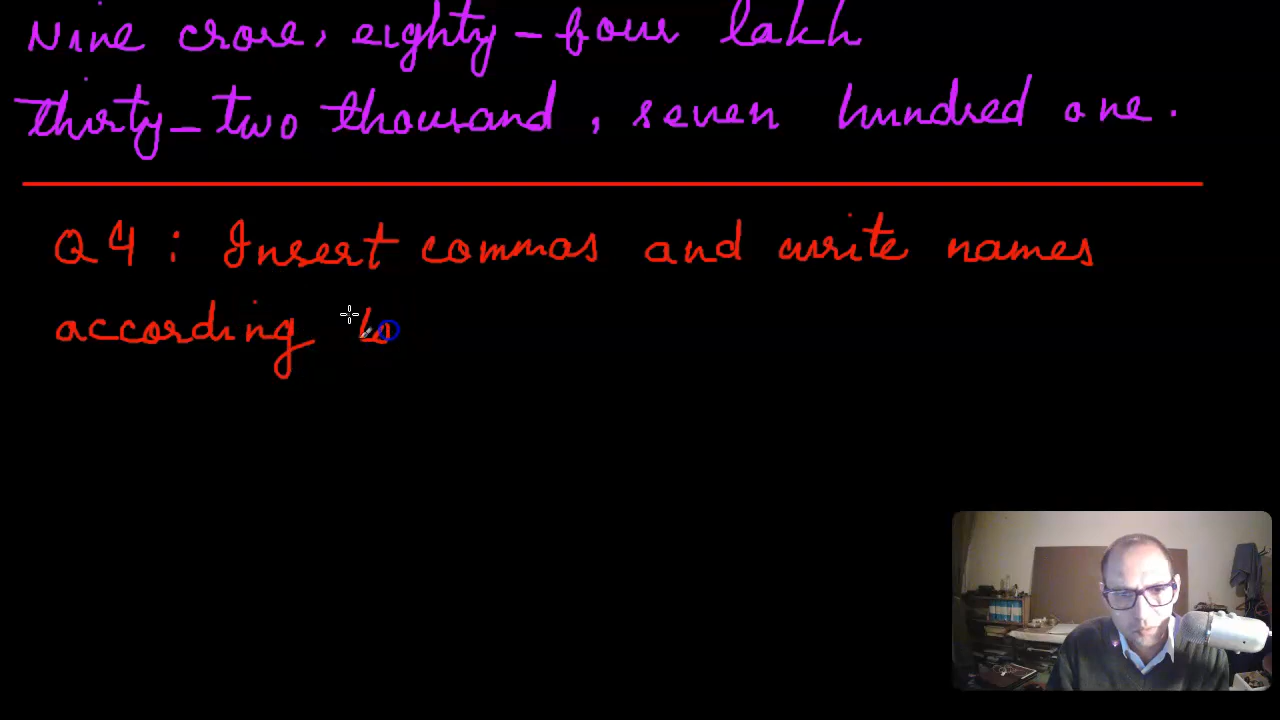 Nine crore, eighty-four lakh
thirty-two thousand, seven hundred one.
Q4: Insert commas and write names
according to